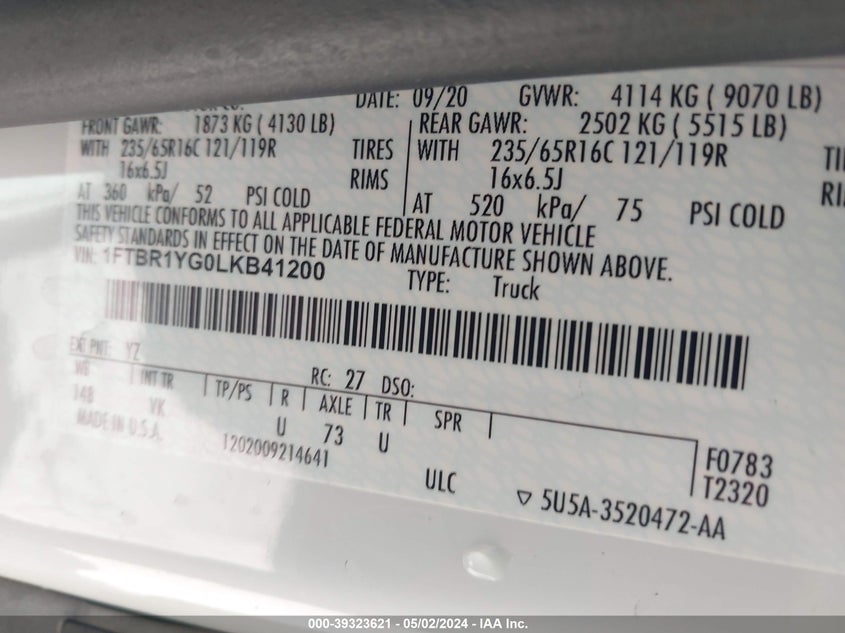 DATE: 09/20 GVWR: 4114 KG ( 9070 LB)
FRONT GAWR: 1873 KG ( 4130 LB) REAR GAWR: 2502 KG ( 5515 LB)
WITH 235/65R16C 121/119R TIRES WITH 235/65R16C 121/119R
16x6.5J RIMS 16x6.5J
AT 360 kPa/ 52 PSI COLD AT 520 kPa/ 75 PSI COLD
THIS VEHICLE CONFORMS TO ALL APPLICABLE FEDERAL MOTOR VEHICLE
SAFETY STANDARDS IN EFFECT ON THE DATE OF MANUFACTURE SHOWN ABOVE.
VIN: 1FTBR1YG0LKB41200 TYPE: Truck
EXT PNT: YZ RC: 27 DSO:
WB INT TR TP/PS R AXLE TR SPR
148 VK U 73 U F0783
MADE IN U.S.A. 1202009214641 T2320
ULC ▽ 5U5A-3520472-AA
000-39323621 - 05/02/2024 - IAA Inc.